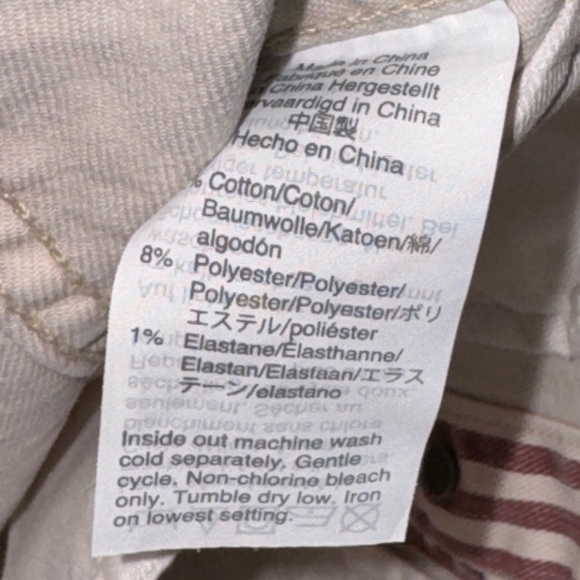 Made in China
Fabriqué en Chine
China Hergestellt
vervaardigd in China
中国製
Hecho en China
% Cotton/Coton/
Baumwolle/Katoen/綿/
algodón
8% Polyester/Polyester/
Polyester/Polyester/ポリ
エステル/poliéster
1% Elastane/Élasthanne/
Elastan/Elastaan/エラス
テーン/elastano
Inside out machine wash
cold separately. Gentle
cycle. Non-chlorine bleach
only. Tumble dry low. Iron
on lowest setting.